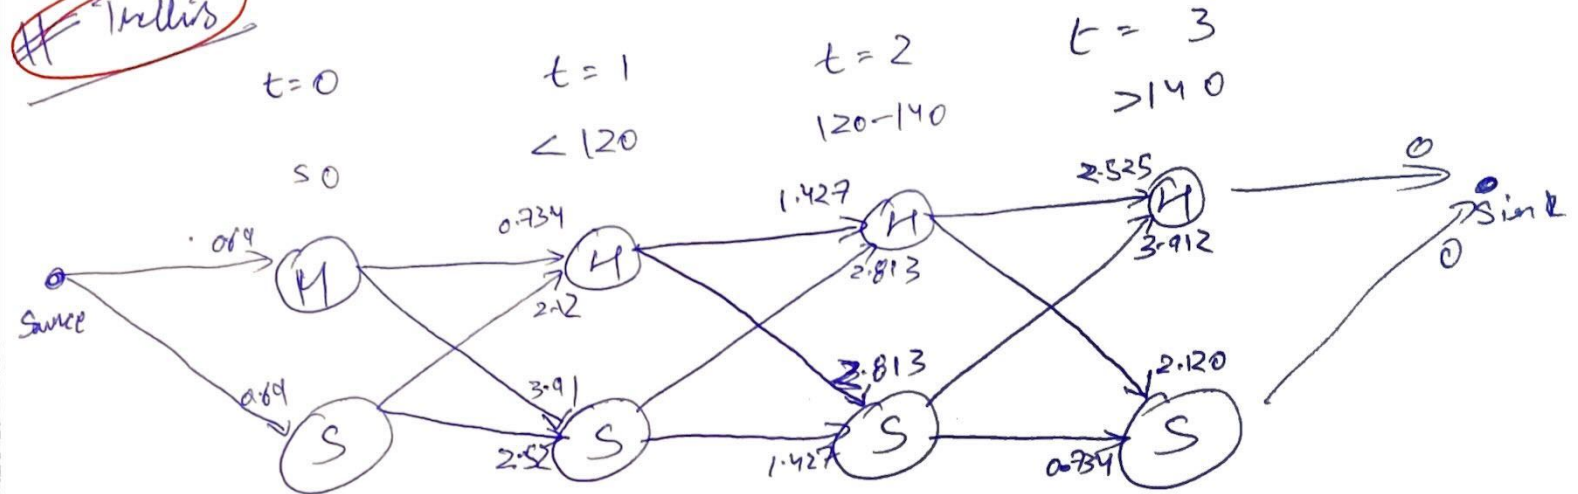 # Trellis
t = 0 t = 1 t = 2 t = 3
< 120 120-140 >140
S0
Source 0.69 H 0.734 H 1.427 H 2.525 H 0 Sink
2.12 2.813 3.912 0
0.69 S 3.91 S 2.813 S 2.120 S
2.52 1.427 0.734